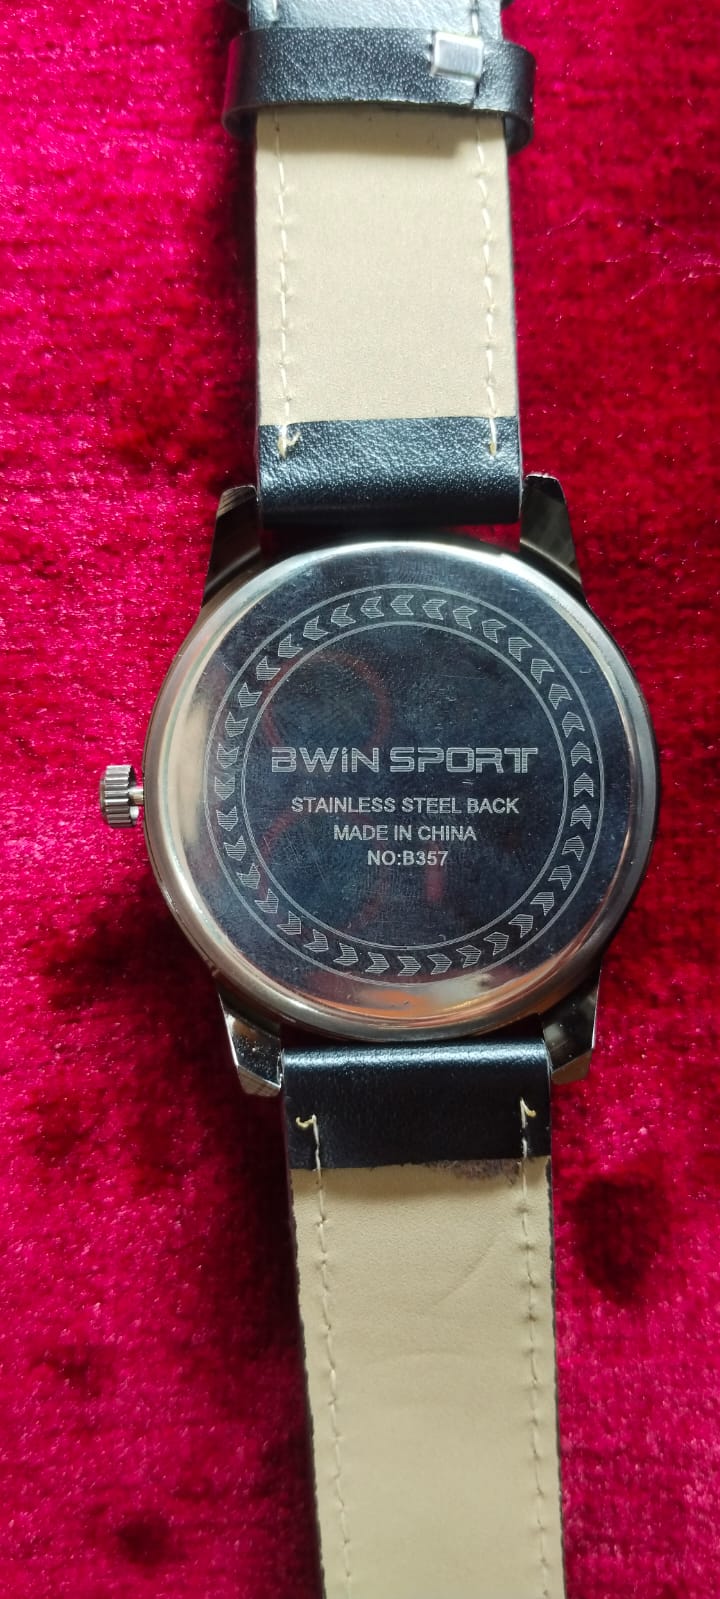 BWIN SPORT
STAINLESS STEEL BACK
MADE IN CHINA
NO:B357